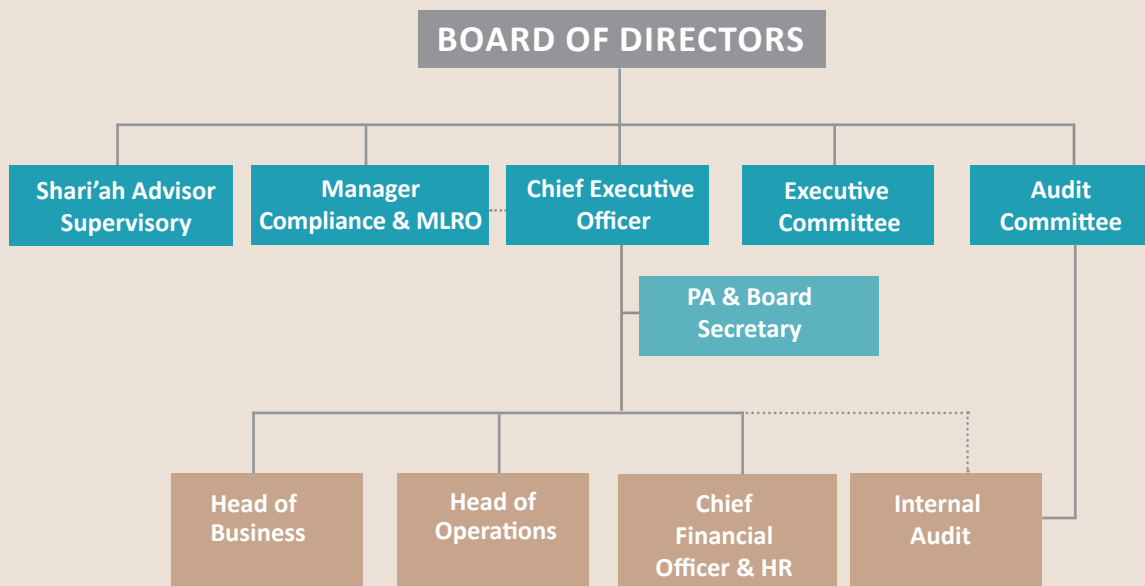 BOARD OF DIRECTORS
Shari’ah Advisor
Supervisory
Manager
Compliance & MLRO
Chief Executive
Officer
Executive
Committee
Audit
Committee
PA & Board
Secretary
Head of
Business
Head of
Operations
Chief
Financial
Officer & HR
Internal
Audit